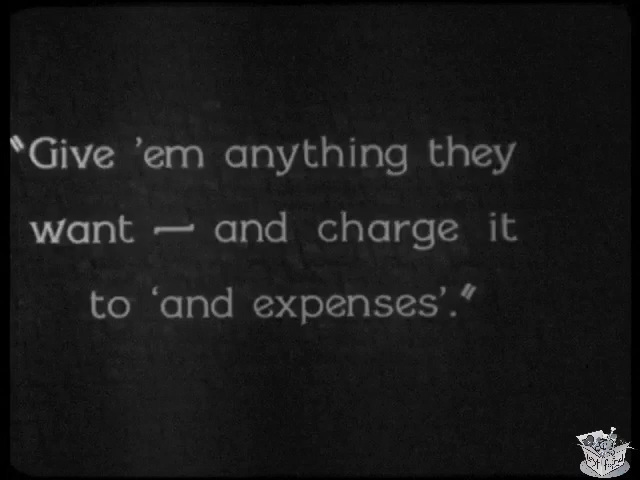 "Give 'em anything they
want — and charge it
to 'and expenses'."